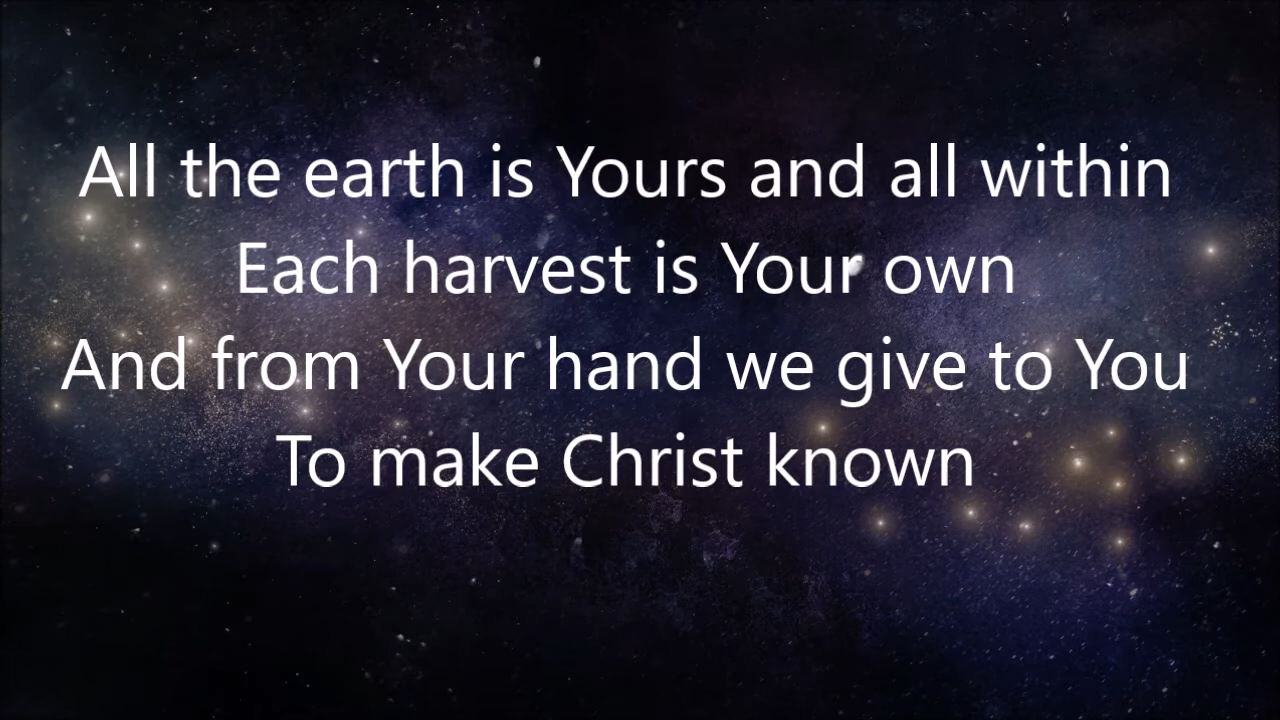 All the earth is Yours and all within
Each harvest is Your own
And from Your hand we give to You
To make Christ known